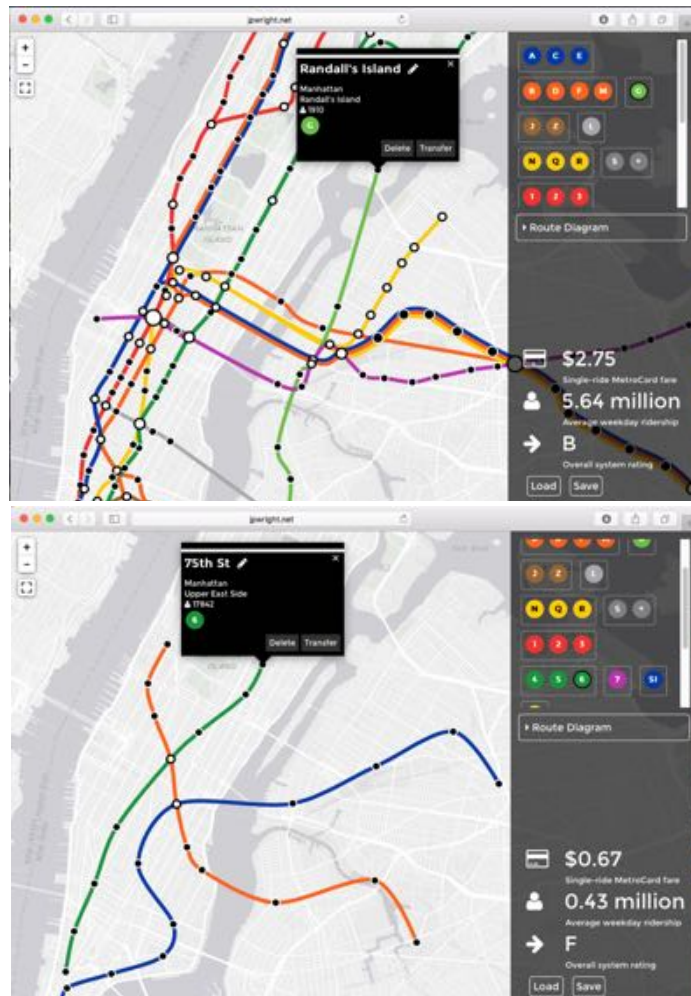 jpwright.net
+
−
Randall's Island
×
Manhattan
Randall's Island
1910
G
Delete Transfer
A C E
B D F M G
J Z L
N Q R S
1 2 3
Route Diagram
$2.75
Single-ride MetroCard fare
5.64 million
Average weekday ridership
B
Overall system rating
Load Save
jpwright.net
+
−
75th St
×
Manhattan
Upper East Side
17842
6
Delete Transfer
J Z L
N Q R S
1 2 3
4 5 6 7 SI
Route Diagram
$0.67
Single-ride MetroCard fare
0.43 million
Average weekday ridership
F
Overall system rating
Load Save